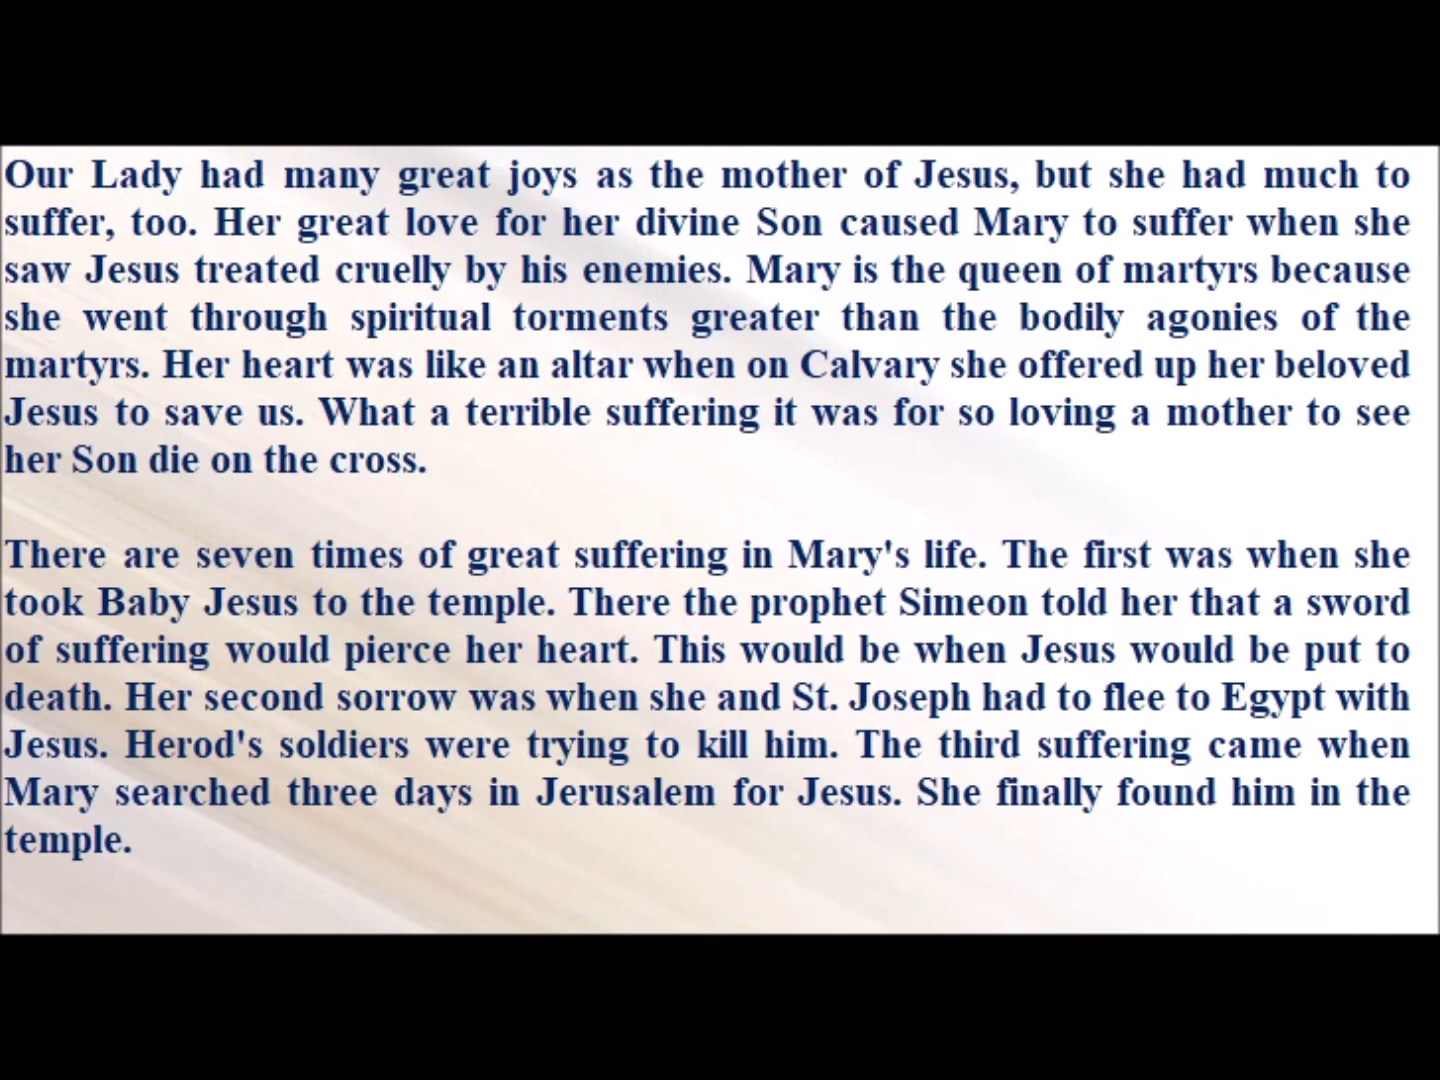 Our Lady had many great joys as the mother of Jesus, but she had much to
suffer, too. Her great love for her divine Son caused Mary to suffer when she
saw Jesus treated cruelly by his enemies. Mary is the queen of martyrs because
she went through spiritual torments greater than the bodily agonies of the
martyrs. Her heart was like an altar when on Calvary she offered up her beloved
Jesus to save us. What a terrible suffering it was for so loving a mother to see
her Son die on the cross.
There are seven times of great suffering in Mary's life. The first was when she
took Baby Jesus to the temple. There the prophet Simeon told her that a sword
of suffering would pierce her heart. This would be when Jesus would be put to
death. Her second sorrow was when she and St. Joseph had to flee to Egypt with
Jesus. Herod's soldiers were trying to kill him. The third suffering came when
Mary searched three days in Jerusalem for Jesus. She finally found him in the
temple.